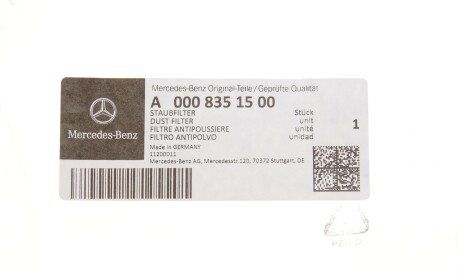 Mercedes-Benz Original-Teile/Geprüfte Qualität
A 000 835 15 00
STAUBFILTER Stück
DUST FILTER unit
FILTRE ANTIPOUSSIERE unité
FILTRO ANTIPOLVO unidad
1
Mercedes-Benz
Made in GERMANY
11200011
Mercedes-Benz AG, Mercedesstr.120, 70372 Stuttgart, DE